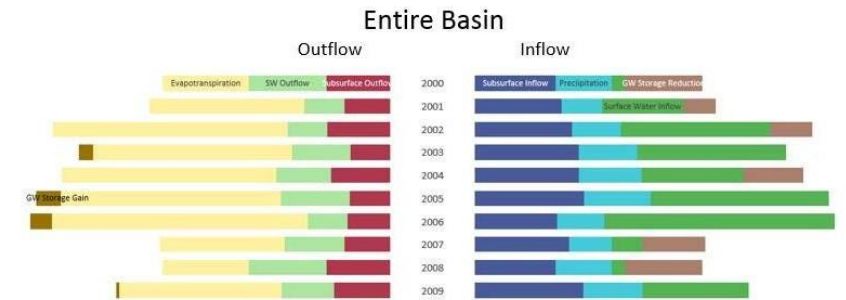 Entire Basin
Outflow Inflow
Evapotranspiration SW Outflow Subsurface Outflow 2000 Subsurface Inflow Precipitation GW Storage Reduction
2001 Surface Water Inflow
2002
2003
2004
GW Storage Gain 2005
2006
2007
2008
2009